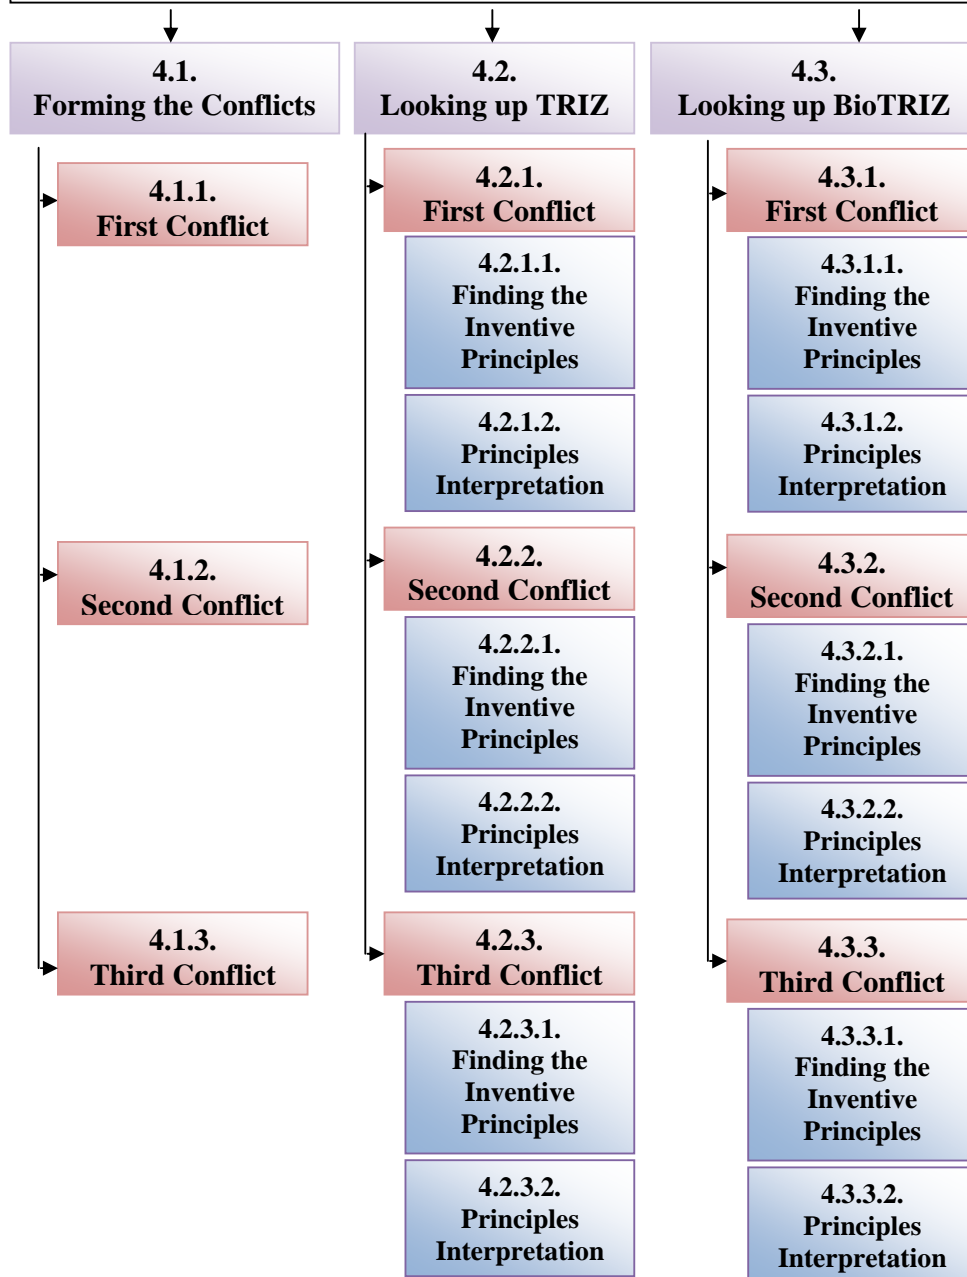 4.1.
Forming the Conflicts
4.1.1.
First Conflict
4.1.2.
Second Conflict
4.1.3.
Third Conflict
4.2.
Looking up TRIZ
4.2.1.
First Conflict
4.2.1.1.
Finding the
Inventive
Principles
4.2.1.2.
Principles
Interpretation
4.2.2.
Second Conflict
4.2.2.1.
Finding the
Inventive
Principles
4.2.2.2.
Principles
Interpretation
4.2.3.
Third Conflict
4.2.3.1.
Finding the
Inventive
Principles
4.2.3.2.
Principles
Interpretation
4.3.
Looking up BioTRIZ
4.3.1.
First Conflict
4.3.1.1.
Finding the
Inventive
Principles
4.3.1.2.
Principles
Interpretation
4.3.2.
Second Conflict
4.3.2.1.
Finding the
Inventive
Principles
4.3.2.2.
Principles
Interpretation
4.3.3.
Third Conflict
4.3.3.1.
Finding the
Inventive
Principles
4.3.3.2.
Principles
Interpretation